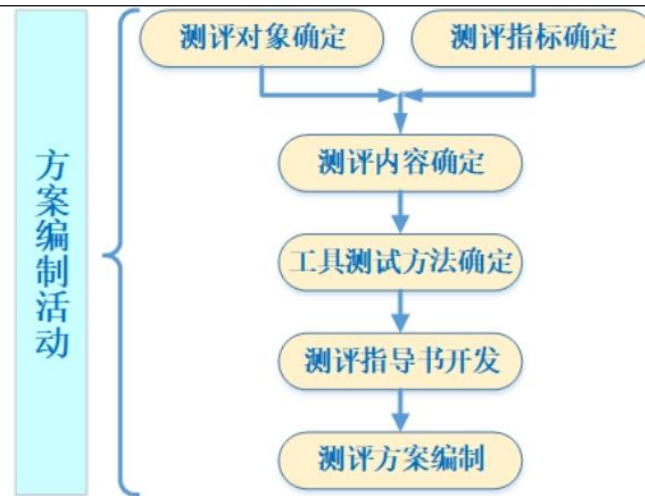 方案编制活动
测评对象确定
测评指标确定
测评内容确定
工具测试方法确定
测评指导书开发
测评方案编制